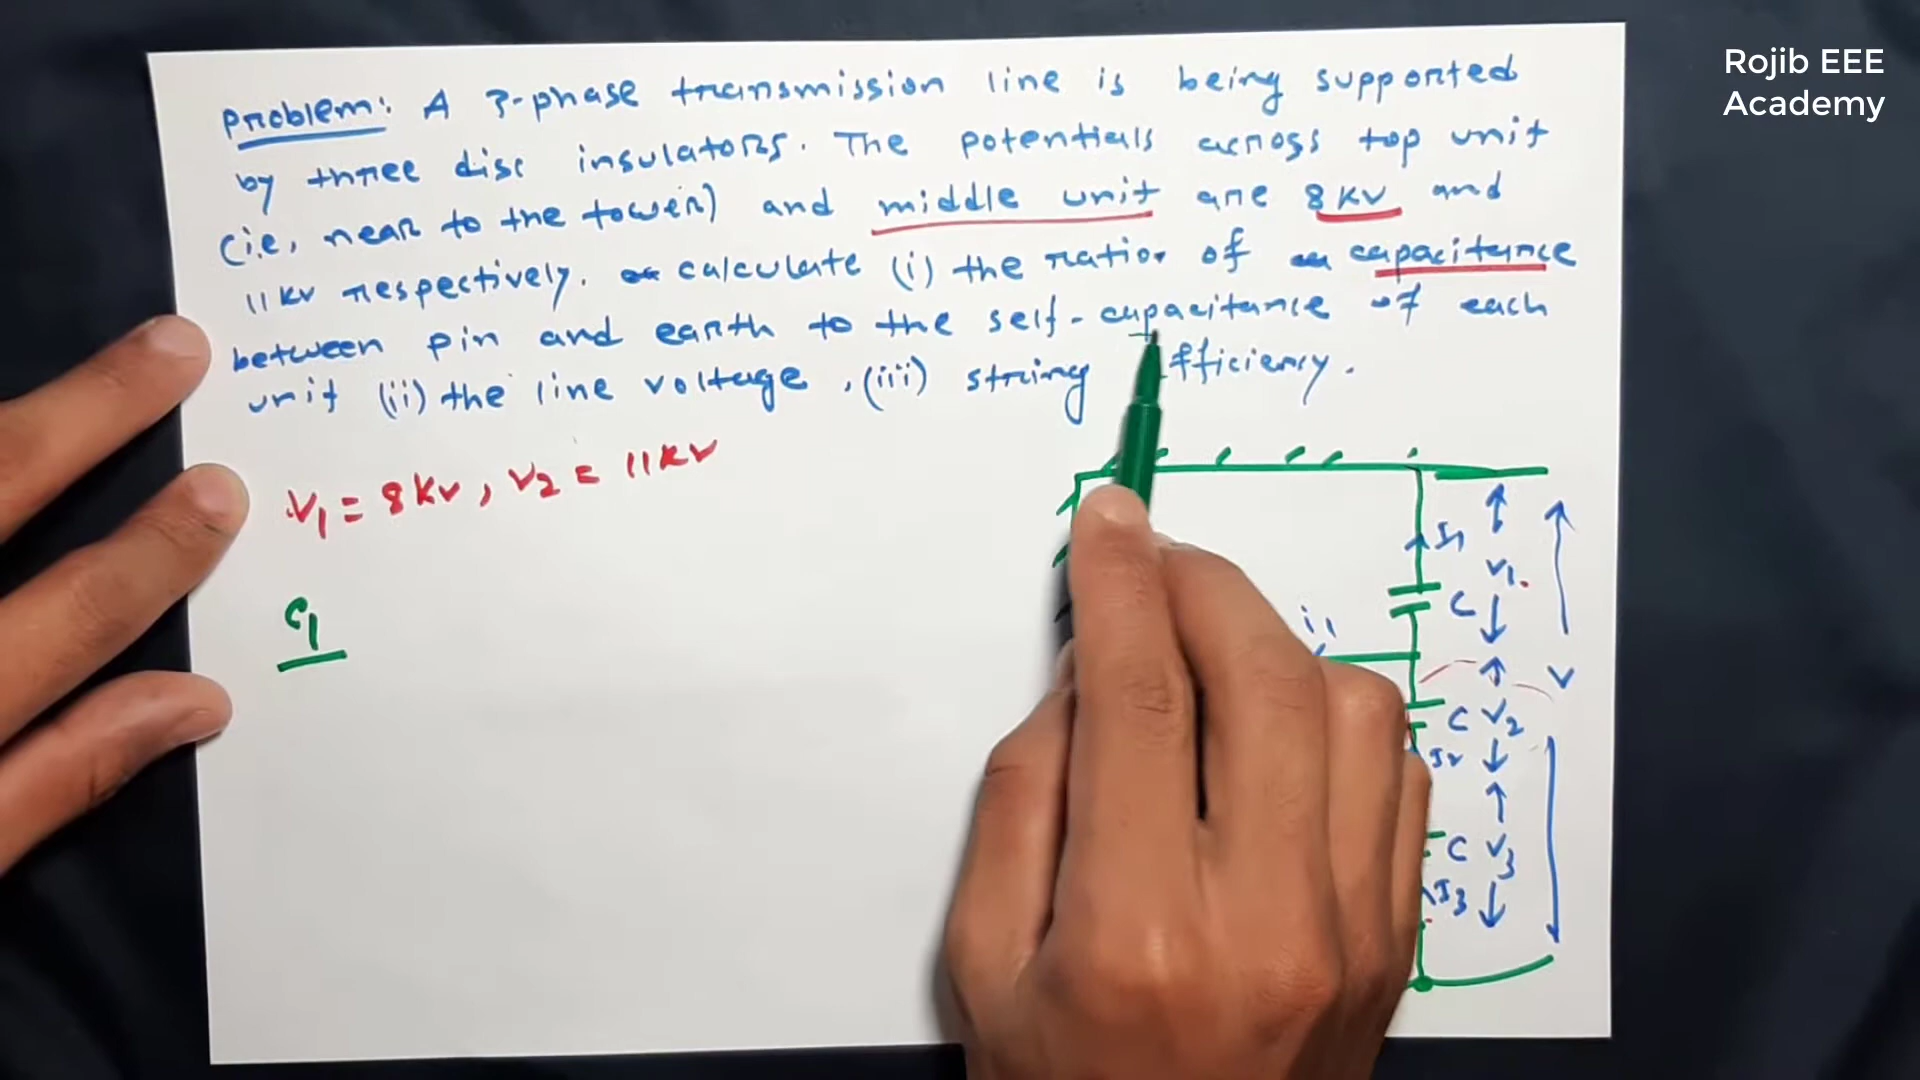 Rojib EEE
Academy
Problem: A 3-phase transmission line is being supported
by three disc insulators. The potentials across top unit
(i.e, near to the tower) and middle unit are 8 KV and
11 KV respectively. calculate (i) the ratio of capacitance
between pin and earth to the self-capacitance of each
unit (ii) the line voltage, (iii) string efficiency.
V1 = 8 KV, V2 = 11 KV
C1
I1
V1
C
i1
V
C V2
I2
C V3
I3